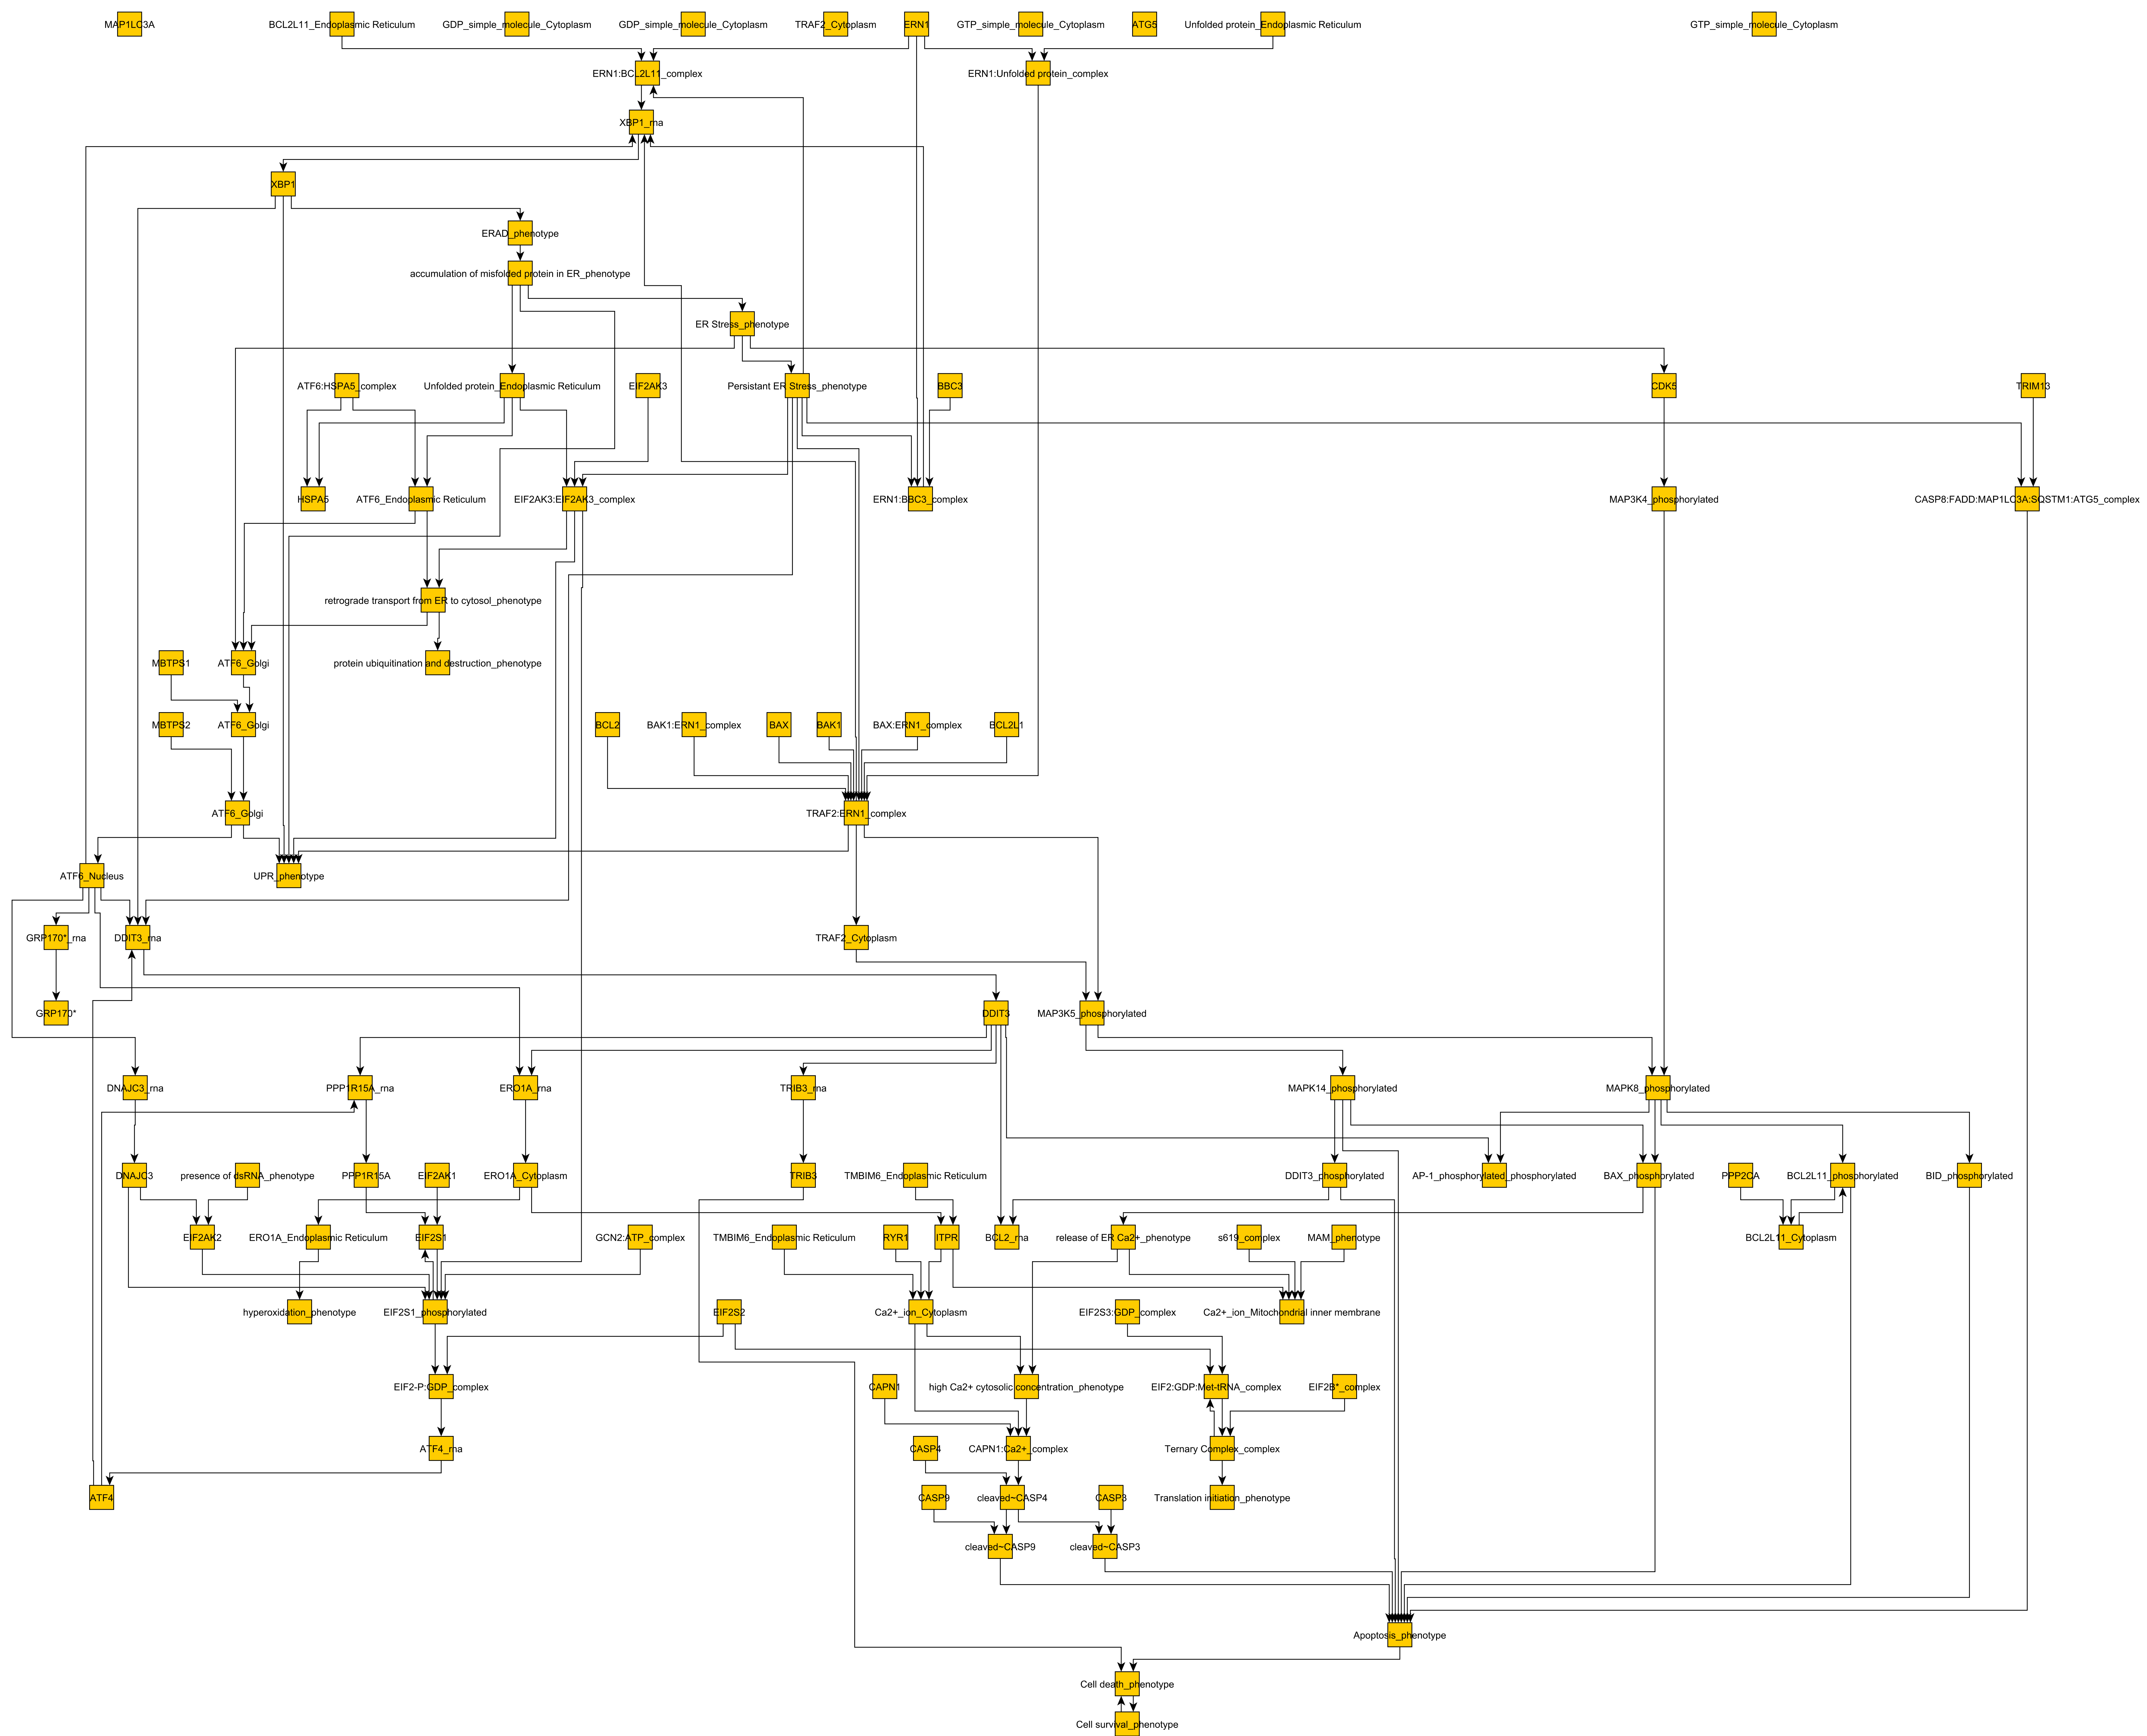 MAP1LC3A
BCL2L11_Endoplasmic Reticulum
GDP_simple_molecule_Cytoplasm
GDP_simple_molecule_Cytoplasm
TRAF2_Cytoplasm
ERN1
GTP_simple_molecule_Cytoplasm
ATG5
Unfolded protein_Endoplasmic Reticulum
GTP_simple_molecule_Cytoplasm
ERN1:BCL2L11_complex
ERN1:Unfolded protein_complex
XBP1_rna
XBP1
ERAD_phenotype
accumulation of misfolded protein in ER_phenotype
ER Stress_phenotype
ATF6:HSPA5_complex
Unfolded protein_Endoplasmic Reticulum
EIF2AK3
Persistant ER Stress_phenotype
BBC3
CDK5
TRIM13
HSPA5
ATF6_Endoplasmic Reticulum
EIF2AK3:EIF2AK3_complex
ERN1:BBC3_complex
MAP3K4_phosphorylated
CASP8:FADD:MAP1LC3A:SQSTM1:ATG5_complex
retrograde transport from ER to cytosol_phenotype
MBTPS1
ATF6_Golgi
protein ubiquitination and destruction_phenotype
MBTPS2
ATF6_Golgi
BCL2
BAK1:ERN1_complex
BAX
BAK1
BAX:ERN1_complex
BCL2L1
ATF6_Golgi
TRAF2:ERN1_complex
ATF6_Nucleus
UPR_phenotype
GRP170*_rna
DDIT3_rna
TRAF2_Cytoplasm
GRP170*
DDIT3
MAP3K5_phosphorylated
DNAJC3_rna
PPP1R15A_rna
ERO1A_rna
TRIB3_rna
MAPK14_phosphorylated
MAPK8_phosphorylated
DNAJC3
presence of dsRNA_phenotype
PPP1R15A
EIF2AK1
ERO1A_Cytoplasm
TRIB3
TMBIM6_Endoplasmic Reticulum
DDIT3_phosphorylated
AP-1_phosphorylated_phosphorylated
BAX_phosphorylated
PPP2CA
BCL2L11_phosphorylated
BID_phosphorylated
EIF2AK2
ERO1A_Endoplasmic Reticulum
EIF2S1
GCN2:ATP_complex
TMBIM6_Endoplasmic Reticulum
RYR1
ITPR
BCL2_rna
release of ER Ca2+_phenotype
s619_complex
MAM_phenotype
BCL2L11_Cytoplasm
hyperoxidation_phenotype
EIF2S1_phosphorylated
EIF2S2
Ca2+_ion_Cytoplasm
EIF2S3:GDP_complex
Ca2+_ion_Mitochondrial inner membrane
EIF2-P:GDP_complex
CAPN1
high Ca2+ cytosolic concentration_phenotype
EIF2:GDP:Met-tRNA_complex
EIF2B*_complex
ATF4_rna
CASP4
CAPN1:Ca2+_complex
Ternary Complex_complex
ATF4
CASP9
cleaved~CASP4
CASP3
Translation initiation_phenotype
cleaved~CASP9
cleaved~CASP3
Apoptosis_phenotype
Cell death_phenotype
Cell survival_phenotype